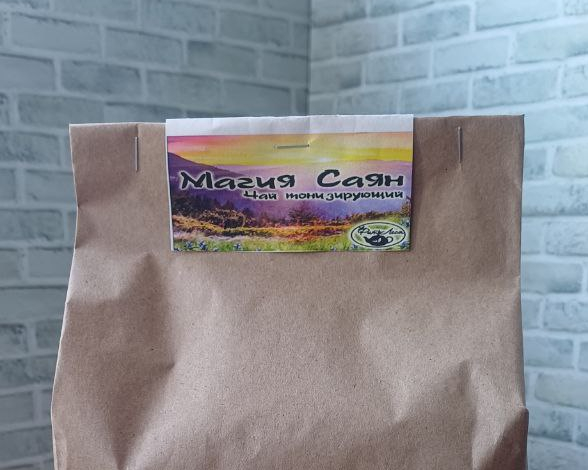 Магия Саян
Чай тонизирующий